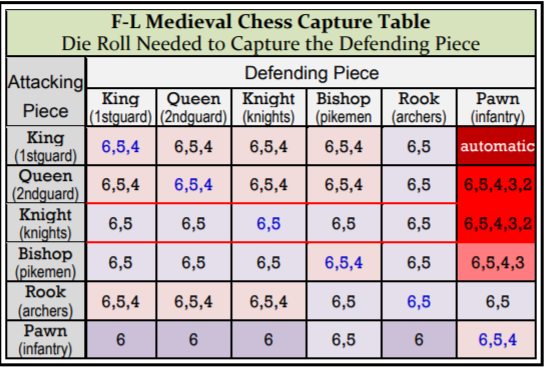 F-L Medieval Chess Capture Table
Die Roll Needed to Capture the Defending Piece
Attacking Piece
Defending Piece
King Queen Knight Bishop Rook Pawn
(1stguard) (2ndguard) (knights) (pikemen (archers) (infantry)
King (1stguard) 6,5,4 6,5,4 6,5,4 6,5,4 6,5 automatic
Queen (2ndguard) 6,5,4 6,5,4 6,5,4 6,5,4 6,5 6,5,4,3,2
Knight (knights) 6,5 6,5 6,5 6,5 6,5 6,5,4,3,2
Bishop (pikemen) 6,5 6,5 6,5 6,5,4 6,5 6,5,4,3
Rook (archers) 6,5,4 6,5,4 6,5,4 6,5 6,5 6,5
Pawn (infantry) 6 6 6 6,5 6 6,5,4